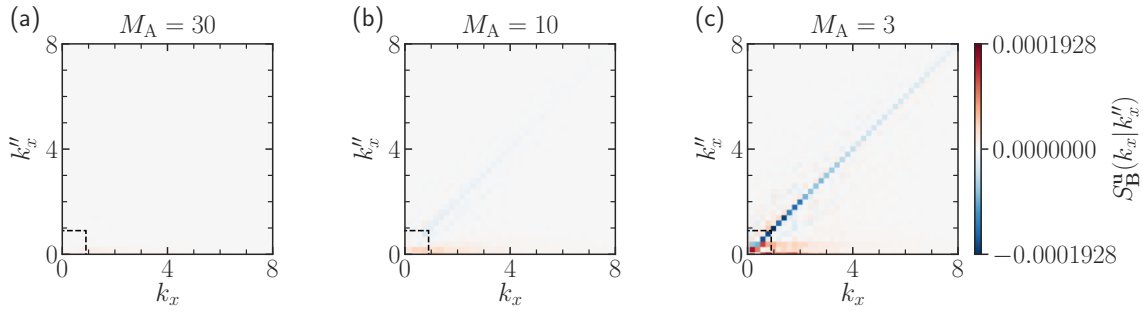 (a) M_A = 30
8
4
0
k''_x
0 4 8
k_x
(b) M_A = 10
8
4
0
k''_x
0 4 8
k_x
(c) M_A = 3
8
4
0
k''_x
0 4 8
k_x
0.0001928
0.0000000
−0.0001928
S^u_B(k_x|k''_x)